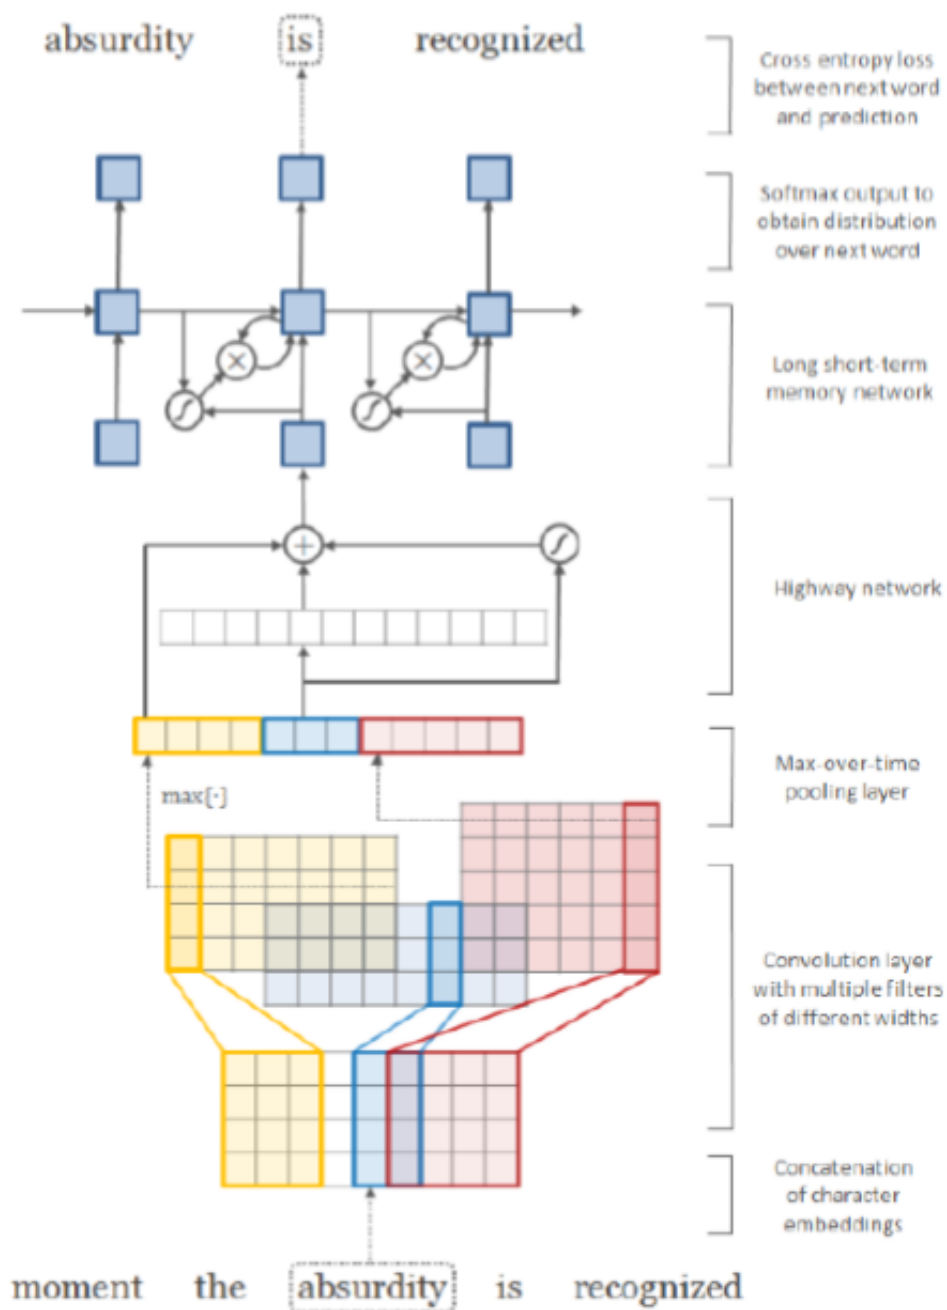 absurdity is recognized
Cross entropy loss
between next word
and prediction
Softmax output to
obtain distribution
over next word
Long short-term
memory network
Highway network
Max-over-time
pooling layer
max[·]
Convolution layer
with multiple filters
of different widths
Concatenation
of character
embeddings
moment the absurdity is recognized